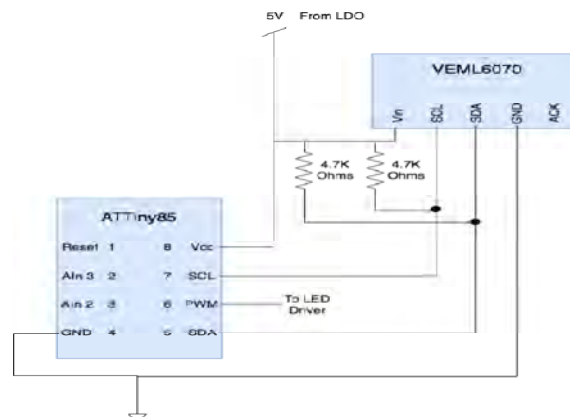 5V From LDO
VEML6070
Vin SCL SDA GND ACK
4.7K Ohms
4.7K Ohms
ATTiny85
Reset 1 8 Vcc
AIn 3 2 7 SCL
Ain 2 3 6 PWM
GND 4 5 SDA
To LED Driver